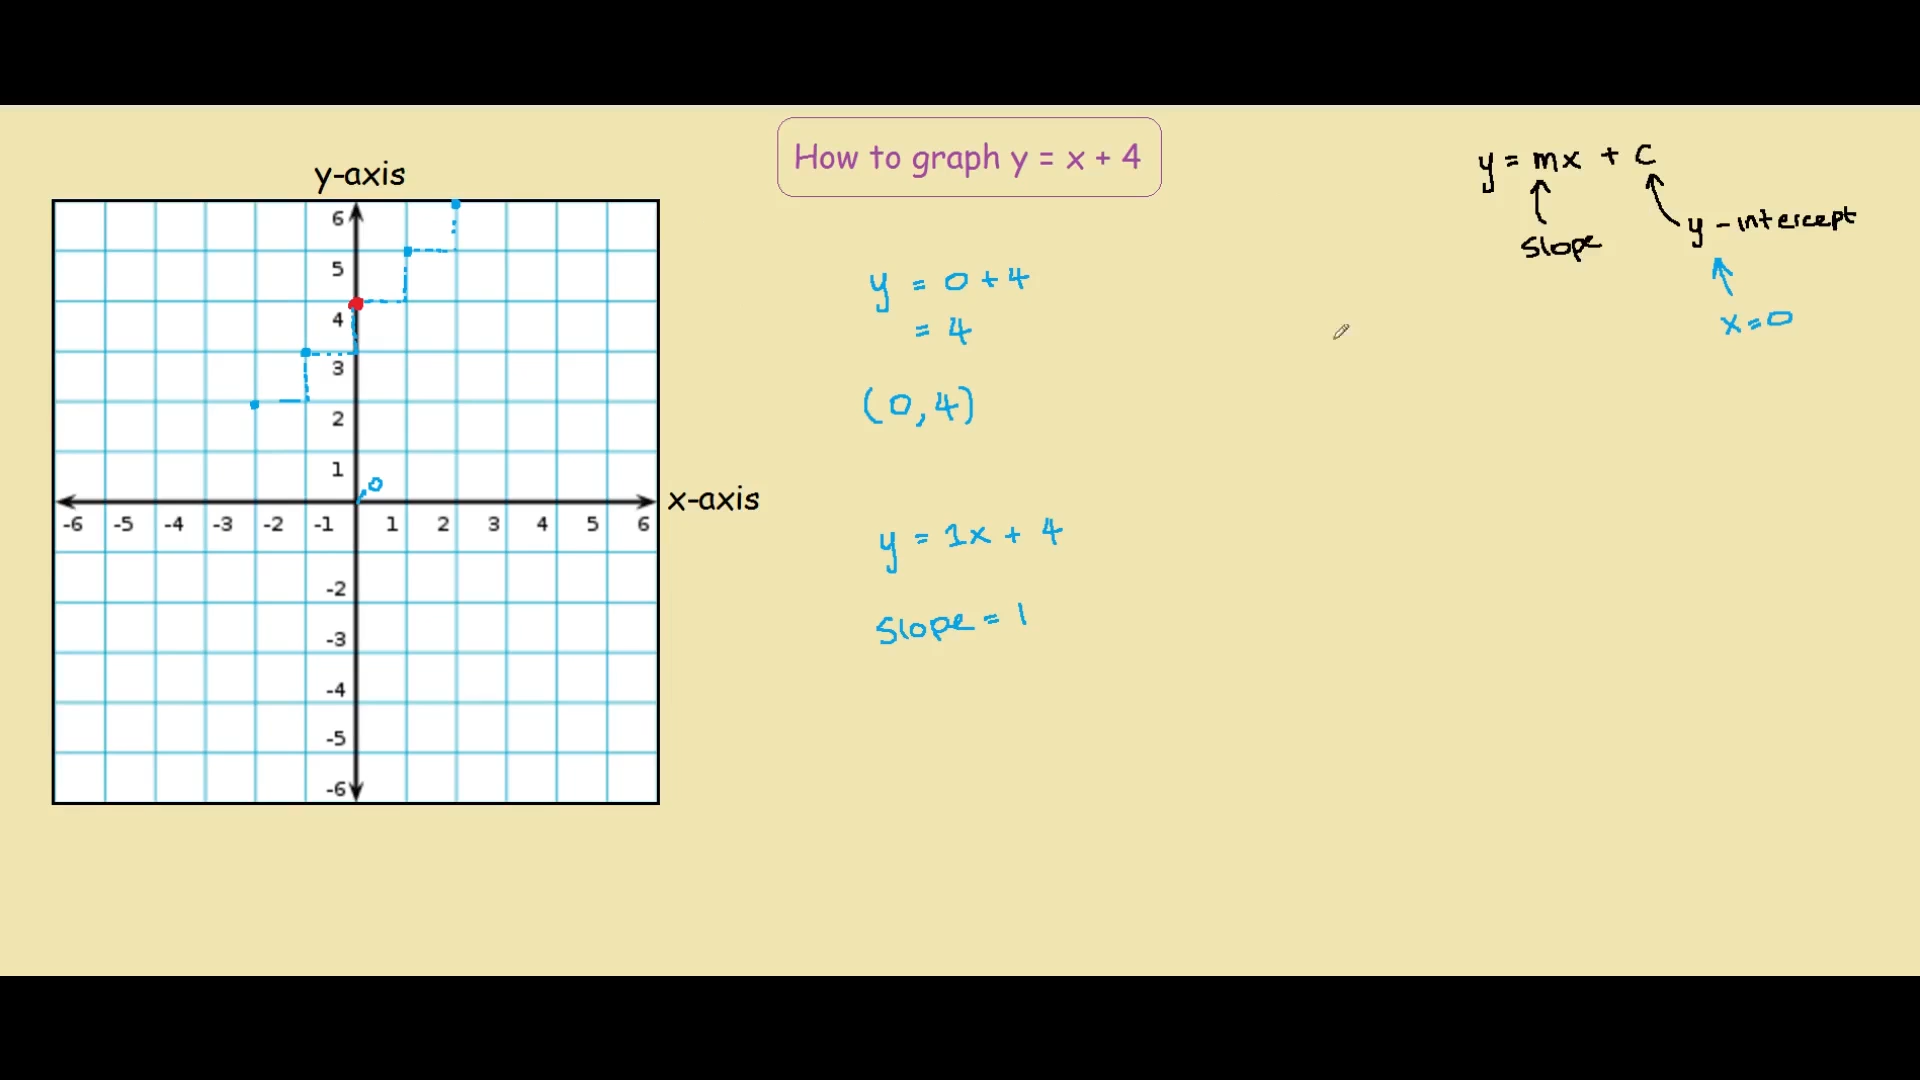 How to graph y = x + 4
y = mx + c
slope
y - intercept
x = 0
y-axis
6
5
4
3
2
1
0
x-axis
-6 -5 -4 -3 -2 -1 1 2 3 4 5 6
-2
-3
-4
-5
-6
y = 0 + 4
= 4
(0, 4)
y = 1x + 4
Slope = 1